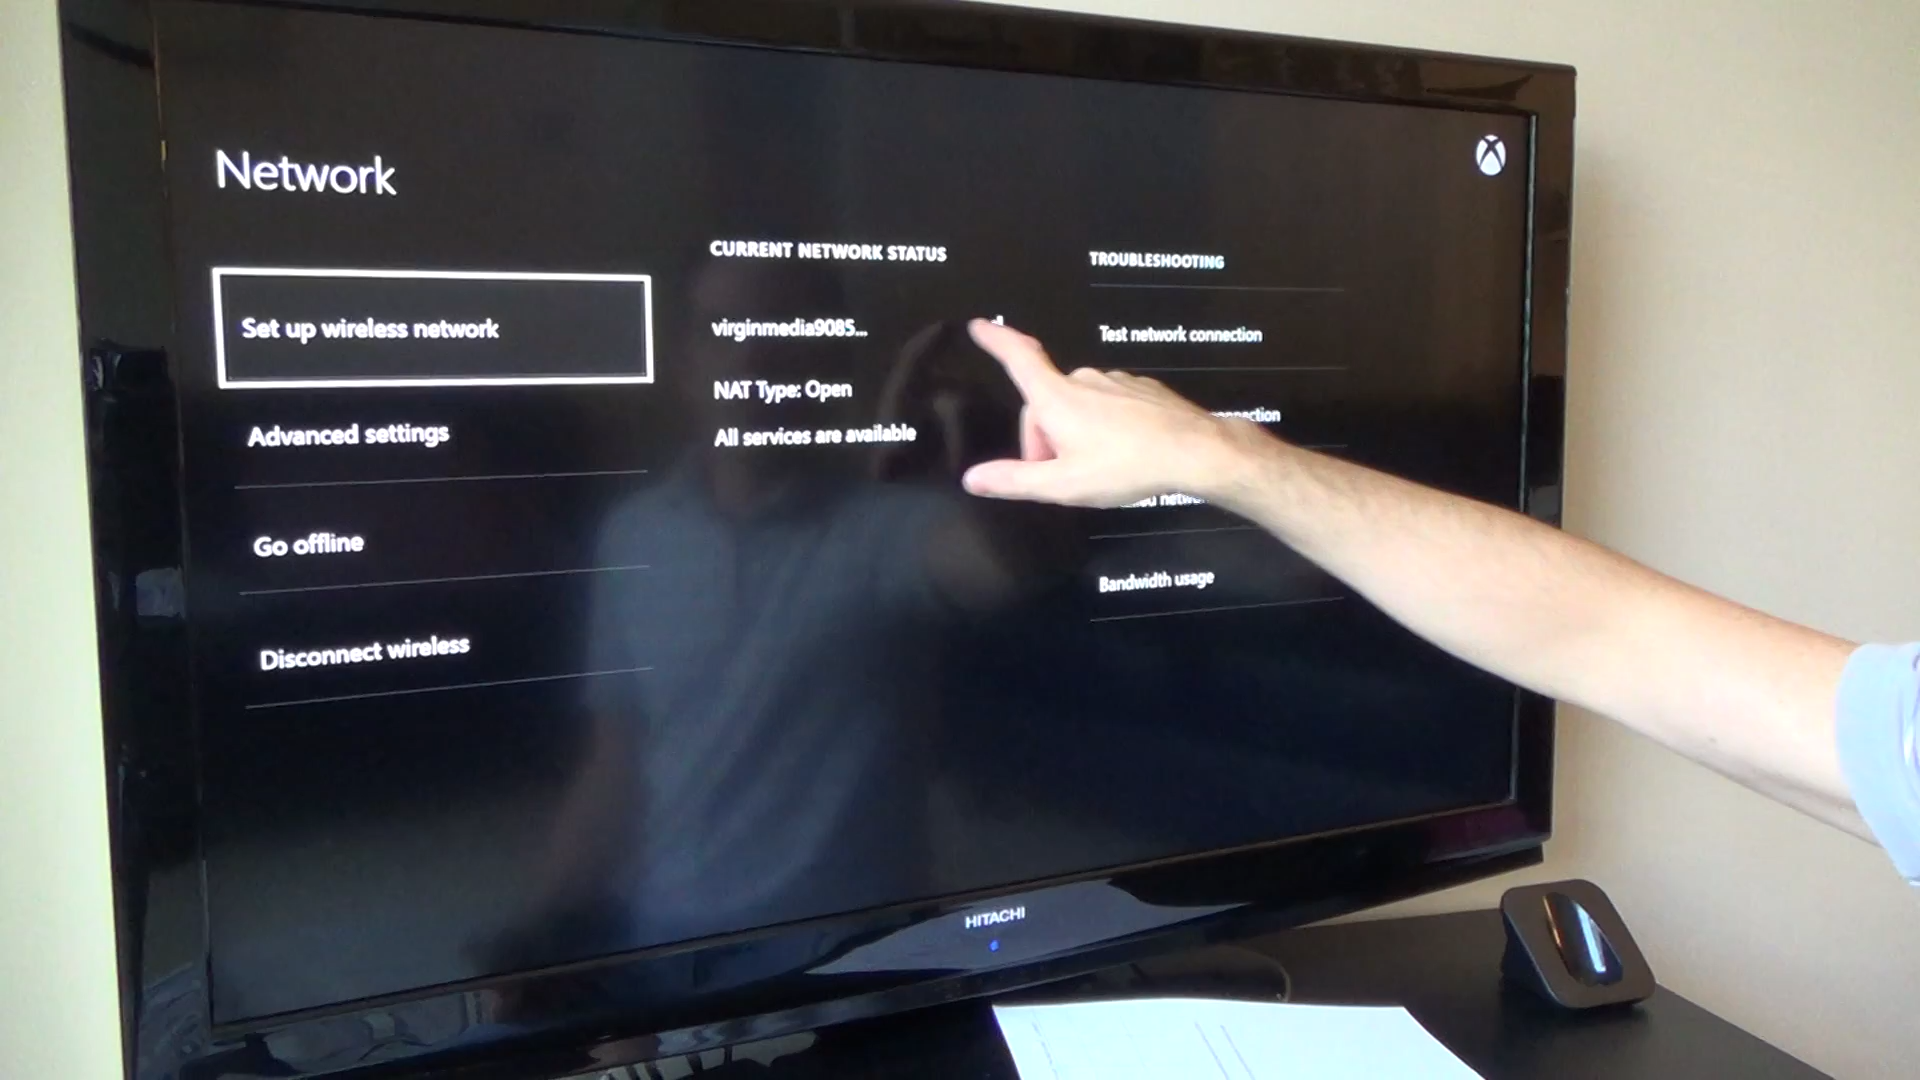 Network
Set up wireless network
Advanced settings
Go offline
Disconnect wireless
CURRENT NETWORK STATUS
virginmedia9085...
NAT Type: Open
All services are available
TROUBLESHOOTING
Test network connection
Bandwidth usage
HITACHI